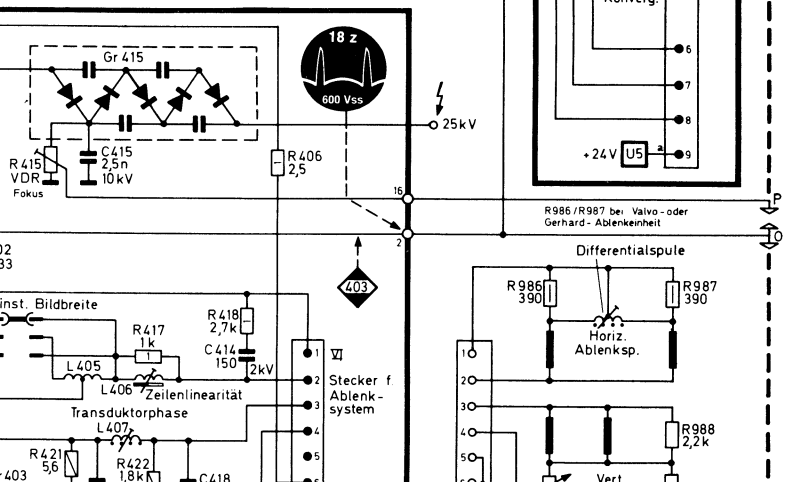 Konverg.
Gr 415
18 z
600 Vss
25kV
6
7
8
+24V U5 a 9
R415
VDR
Fokus
C415
2,5n
10kV
R406
2,5
16
2
P
O
R986/R987 bei Valvo-oder
Gerhard-Ablenkeinheit
02
33
403
Differentialspule
R986
390
R987
390
Horiz.
Ablenksp.
inst. Bildbreite
R417
1k
R418
2,7k
C414
150
2kV
L405
L406
Zeilenlinearität
Transduktorphase
L407
1
2
3
4
5
6
VI
Stecker f.
Ablenk-
system
1
2
3
4
5
6
R988
2,2k
R421
5,6
R422
1,8k
C418
403
Vert.